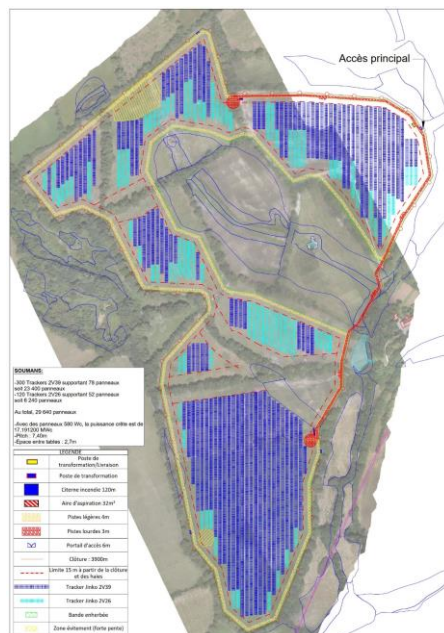 Accès principal
SOUMANS:
-300 Trackers 2V39 supportant 78 panneaux
soit 23 400 panneaux
-120 Trackers 2V26 supportant 52 panneaux
soit 6 240 panneaux
Au total, 29 640 panneaux
-Avec des panneaux 580 Wc, la puissance crête est de
17,191200 MWc
-Pitch : 7,40m
-Espace entre tables : 2,7m
LEGENDE
Poste de
transformation/Livraison
Poste de transformation
Citerne incendie 120m
Aire d'aspiration 32m²
Pistes légères 4m
Pistes lourdes 3m
Portail d'accès 6m
Clôture : 3900m
Limite 15 m à partir de la clôture
et des haies
Tracker Jinko 2V39
Tracker Jinko 2V26
Bande enherbée
Zone évitement (forte pente)